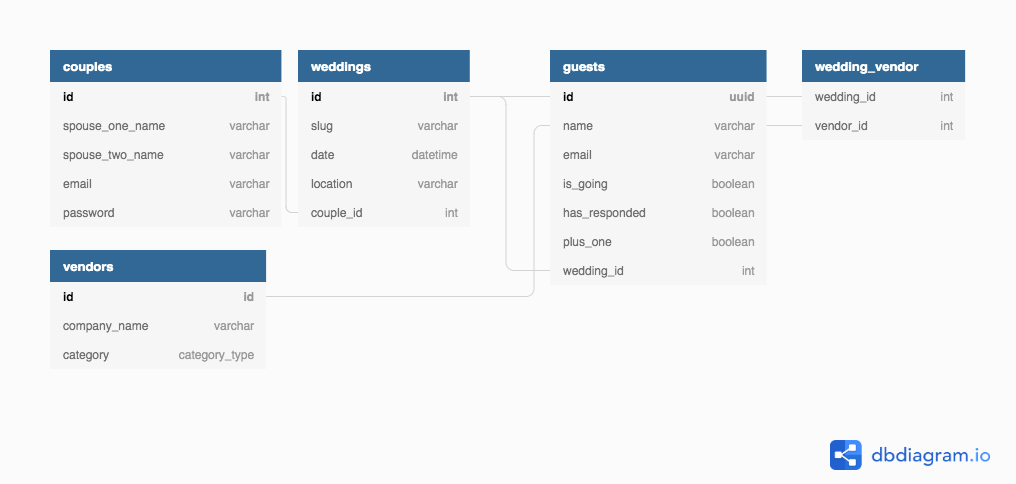 couples
id int
spouse_one_name varchar
spouse_two_name varchar
email varchar
password varchar
weddings
id int
slug varchar
date datetime
location varchar
couple_id int
guests
id uuid
name varchar
email varchar
is_going boolean
has_responded boolean
plus_one boolean
wedding_id int
wedding_vendor
wedding_id int
vendor_id int
vendors
id id
company_name varchar
category category_type
dbdiagram.io